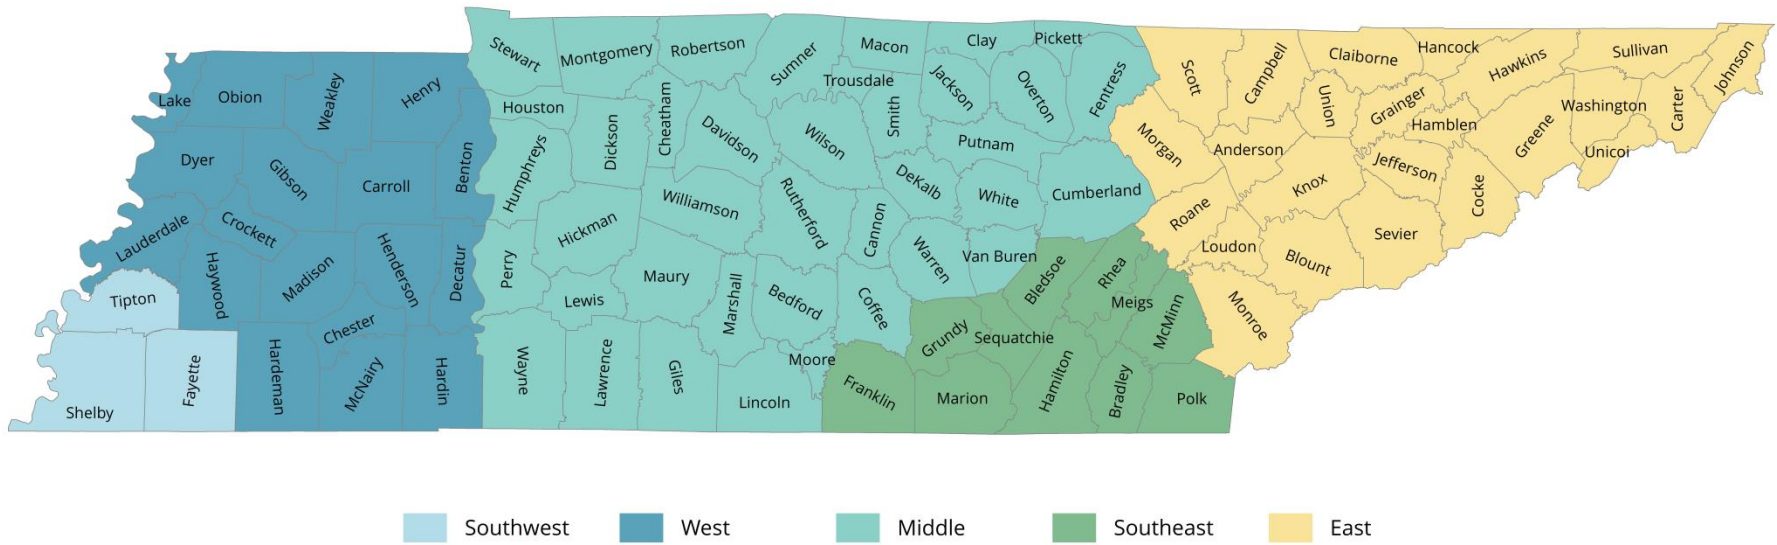 Stewart
Montgomery
Robertson
Sumner
Macon
Clay
Pickett
Fentress
Scott
Campbell
Claiborne
Hancock
Hawkins
Sullivan
Johnson
Lake
Obion
Weakley
Henry
Houston
Dickson
Cheatham
Davidson
Wilson
Trousdale
Smith
Jackson
Overton
Putnam
Morgan
Anderson
Union
Grainger
Hamblen
Greene
Washington
Carter
Unicoi
Dyer
Gibson
Carroll
Benton
Humphreys
Hickman
Williamson
Rutherford
Cannon
DeKalb
White
Cumberland
Roane
Knox
Jefferson
Cocke
Lauderdale
Crockett
Haywood
Madison
Henderson
Decatur
Perry
Lewis
Maury
Marshall
Bedford
Coffee
Warren
Van Buren
Bledsoe
Rhea
Meigs
McMinn
Loudon
Blount
Sevier
Monroe
Tipton
Shelby
Fayette
Hardeman
Chester
McNairy
Hardin
Wayne
Lawrence
Giles
Lincoln
Moore
Franklin
Grundy
Sequatchie
Marion
Hamilton
Bradley
Polk
Southwest
West
Middle
Southeast
East